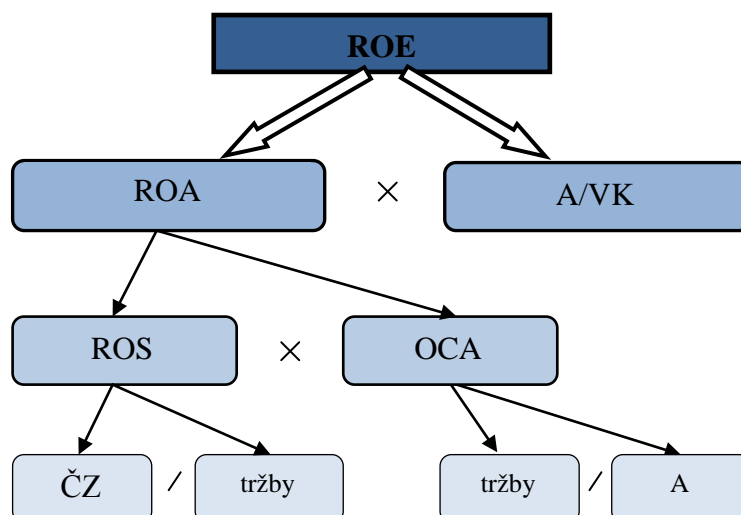 ROE
ROA × A/VK
ROS × OCA
ČZ / tržby tržby / A